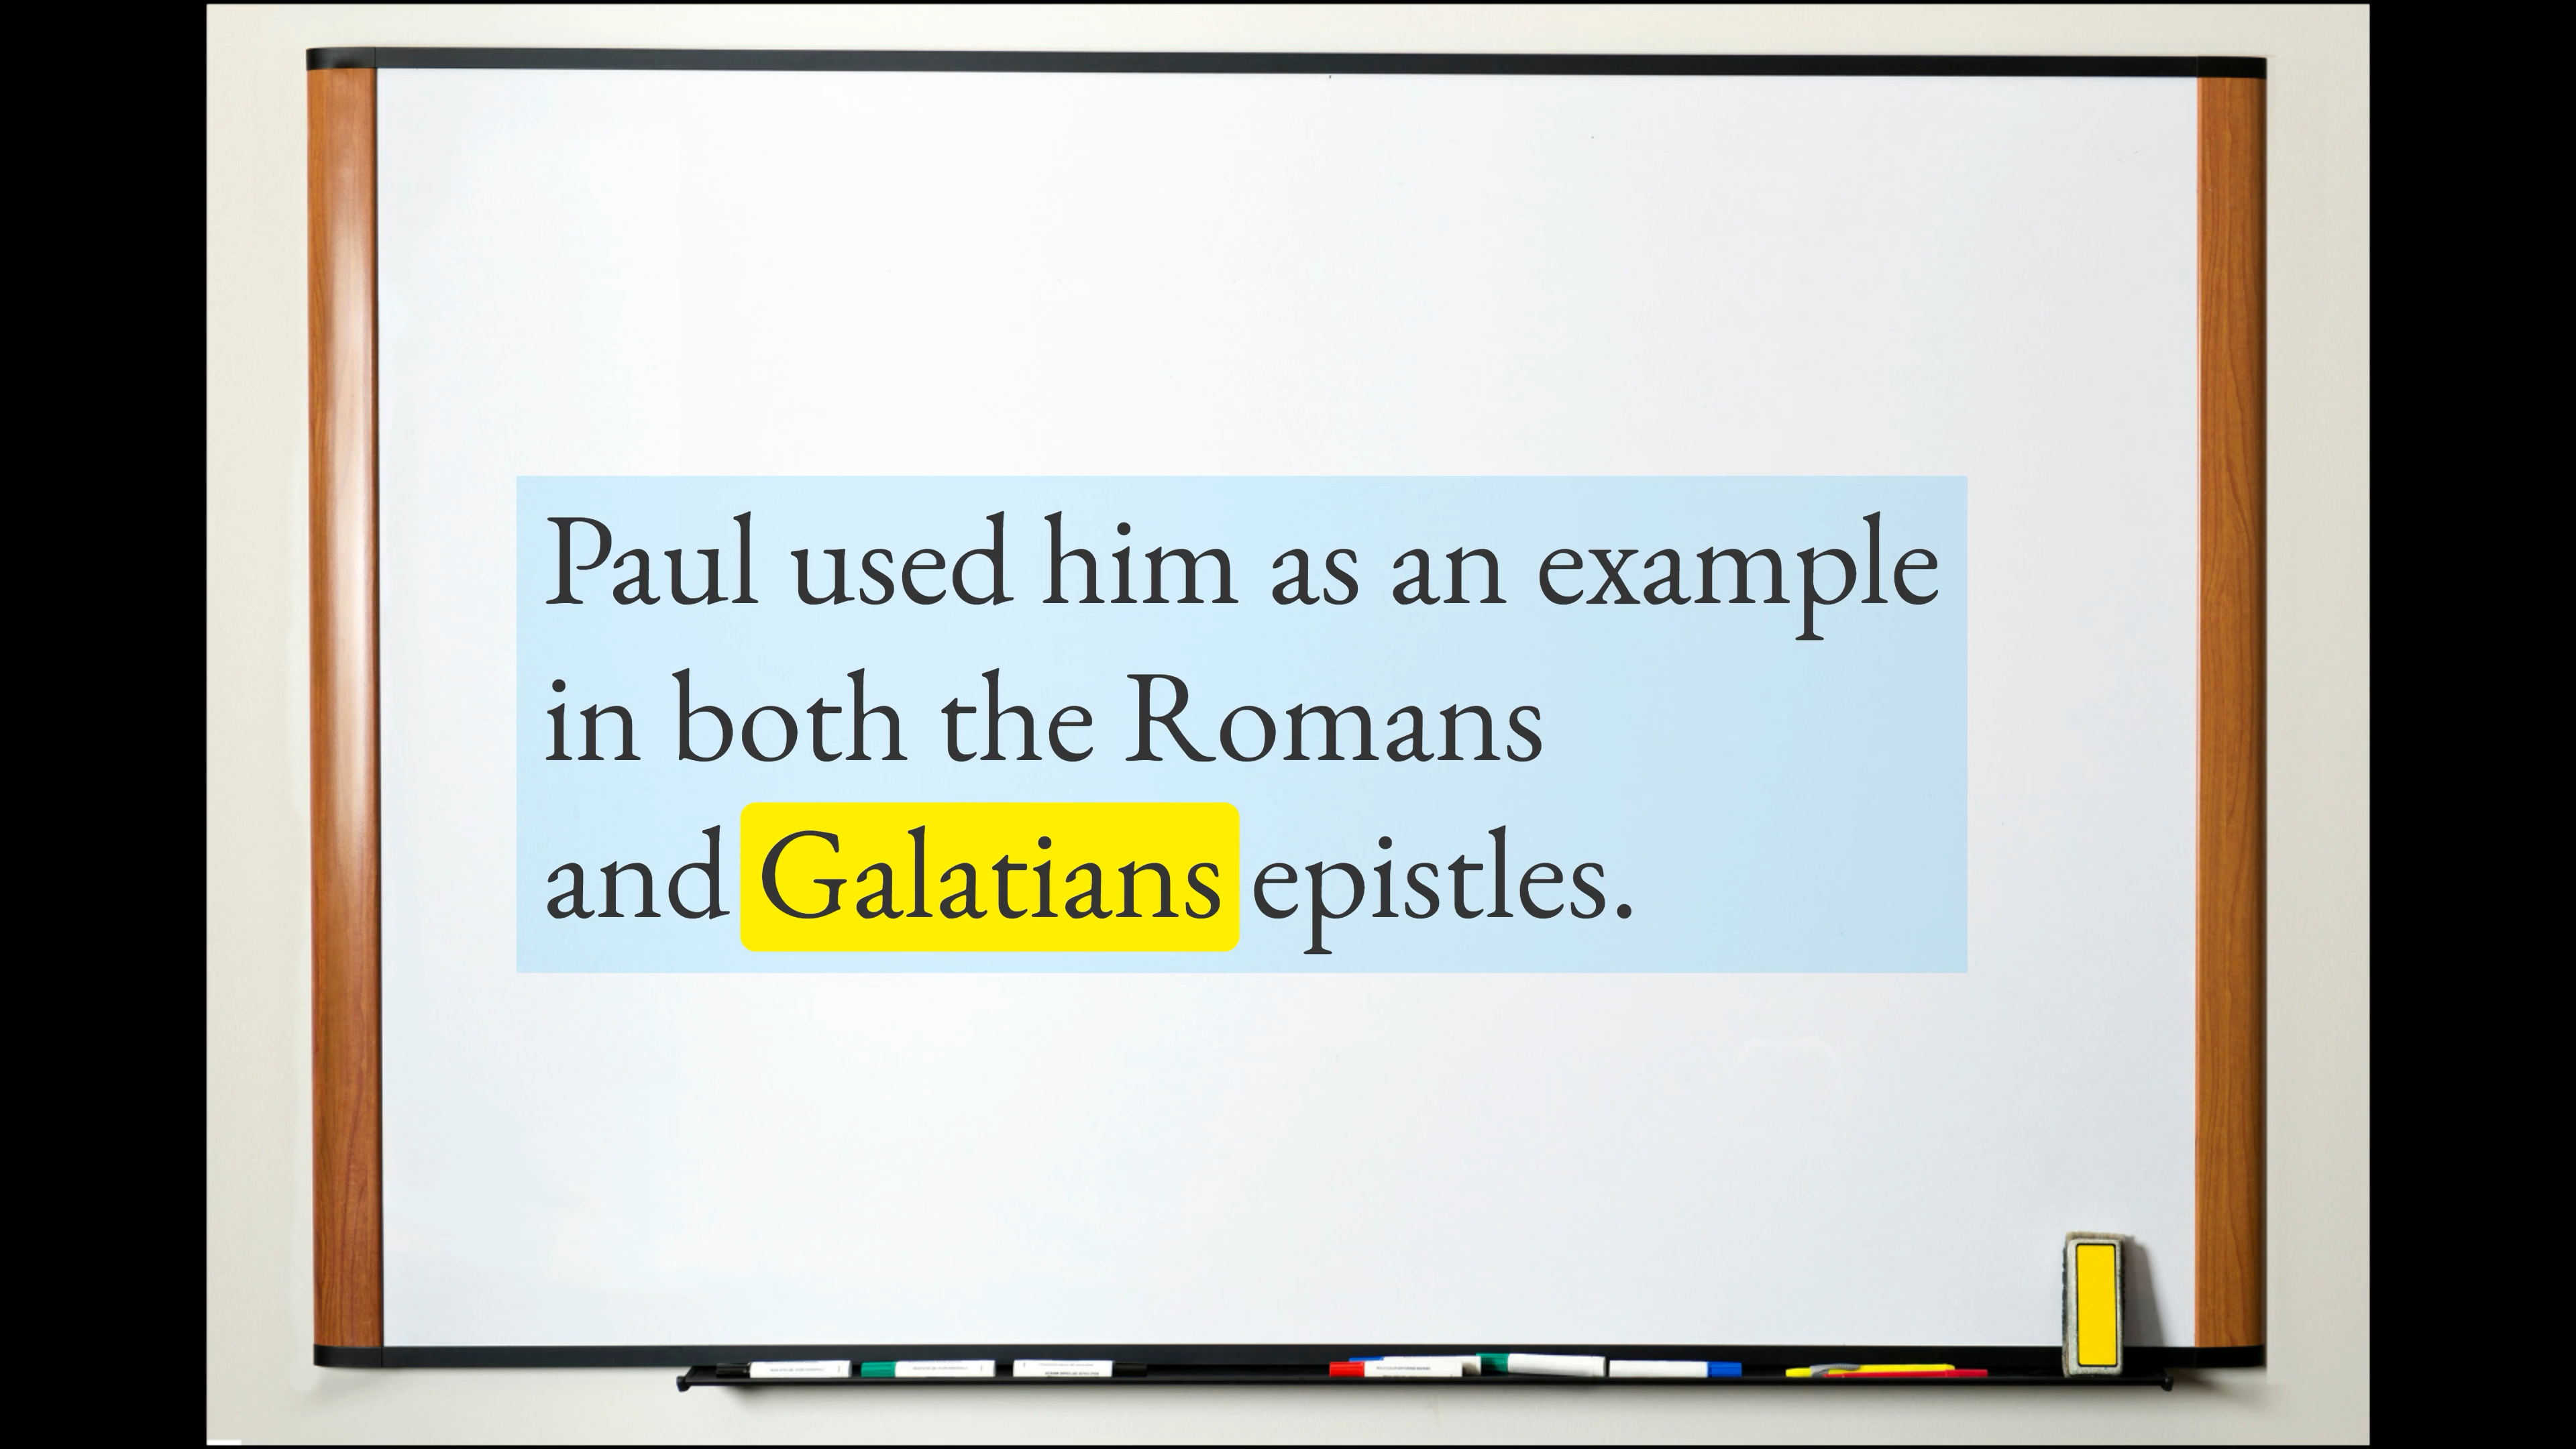 Paul used him as an example
in both the Romans
and Galatians epistles.